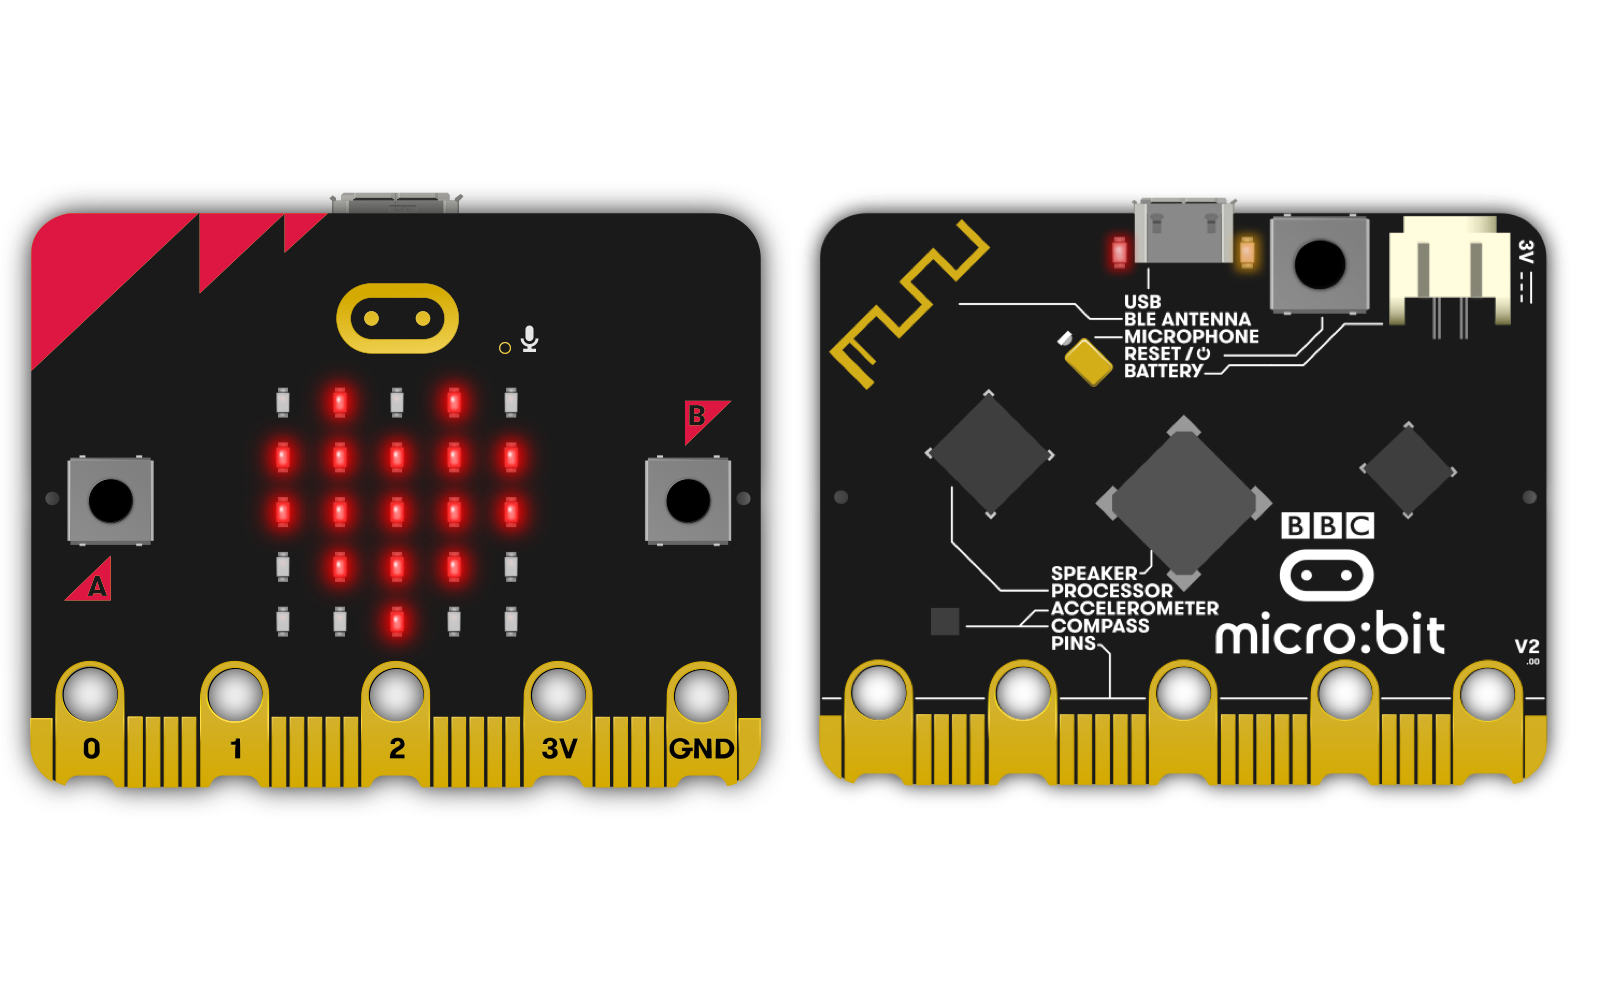 B
A
0 1 2 3V GND
3V
USB
BLE ANTENNA
MICROPHONE
RESET /⏻
BATTERY
BBC
SPEAKER
PROCESSOR
ACCELEROMETER
COMPASS
PINS
micro:bit
V2
.00